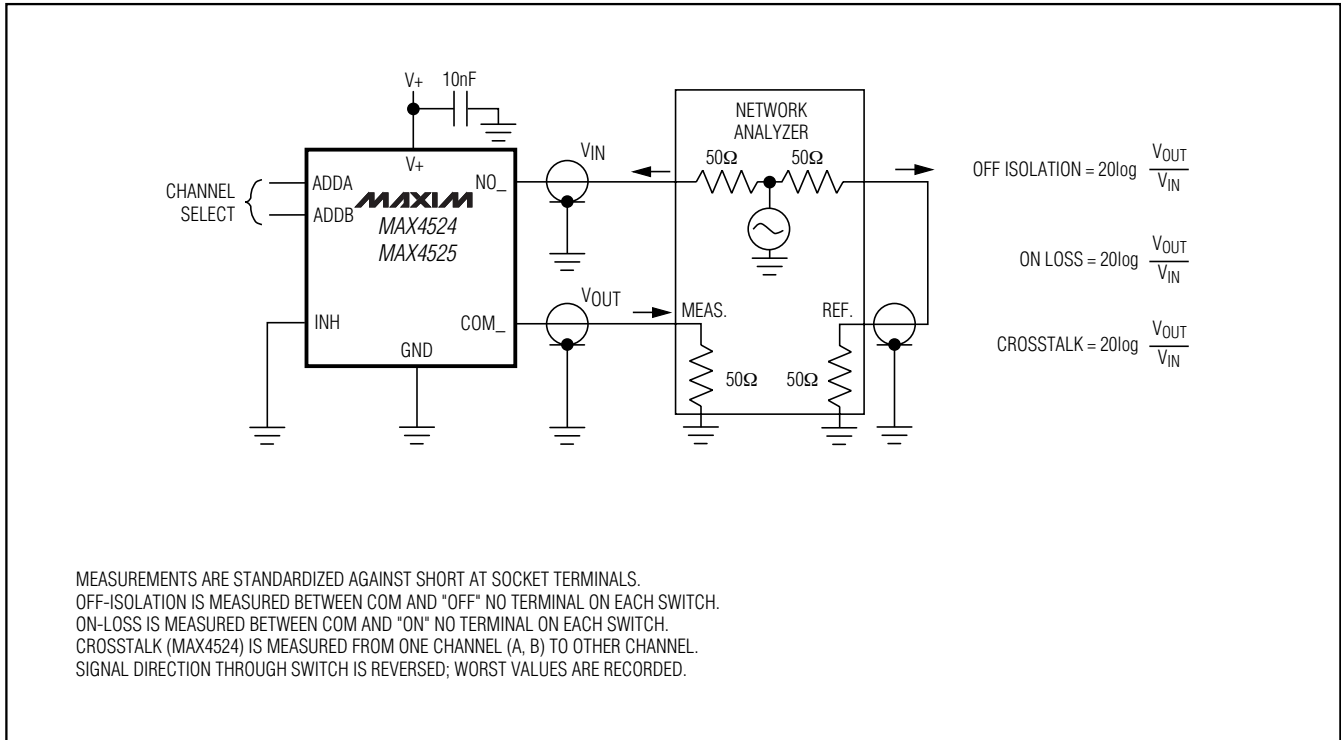 V+ 10nF
V+
CHANNEL
SELECT
ADDA
ADDB
MAXIM
MAX4524
MAX4525
NO_
INH
COM_
GND
VIN
VOUT
NETWORK
ANALYZER
50Ω 50Ω
MEAS. REF.
50Ω 50Ω
OFF ISOLATION = 20log VOUT
VIN
ON LOSS = 20log VOUT
VIN
CROSSTALK = 20log VOUT
VIN
MEASUREMENTS ARE STANDARDIZED AGAINST SHORT AT SOCKET TERMINALS.
OFF-ISOLATION IS MEASURED BETWEEN COM AND "OFF" NO TERMINAL ON EACH SWITCH.
ON-LOSS IS MEASURED BETWEEN COM AND "ON" NO TERMINAL ON EACH SWITCH.
CROSSTALK (MAX4524) IS MEASURED FROM ONE CHANNEL (A, B) TO OTHER CHANNEL.
SIGNAL DIRECTION THROUGH SWITCH IS REVERSED; WORST VALUES ARE RECORDED.